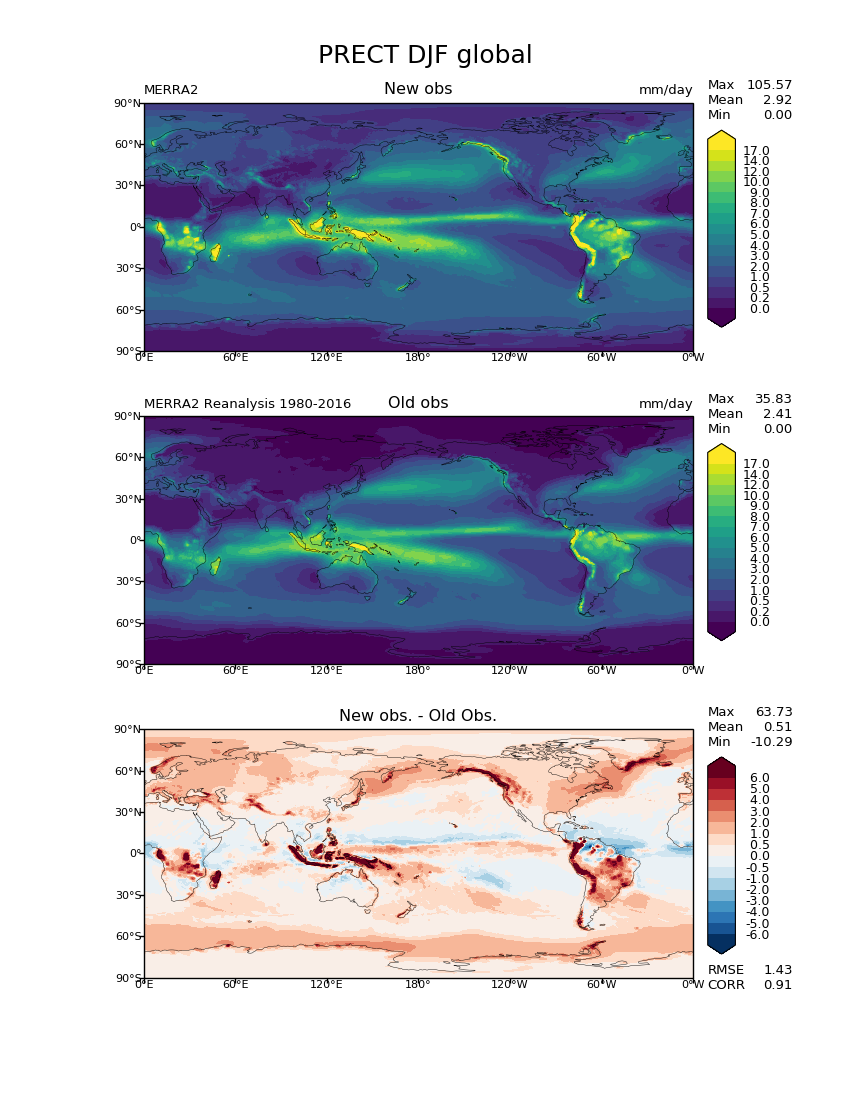 PRECT DJF global
MERRA2 New obs mm/day
Max 105.57
Mean 2.92
Min 0.00
90°N
60°N
30°N
0°
30°S
60°S
90°S
0°E 60°E 120°E 180° 120°W 60°W 0°W
17.0
14.0
12.0
10.0
9.0
8.0
7.0
6.0
5.0
4.0
3.0
2.0
1.0
0.5
0.2
0.0
MERRA2 Reanalysis 1980-2016 Old obs mm/day
Max 35.83
Mean 2.41
Min 0.00
90°N
60°N
30°N
0°
30°S
60°S
90°S
0°E 60°E 120°E 180° 120°W 60°W 0°W
17.0
14.0
12.0
10.0
9.0
8.0
7.0
6.0
5.0
4.0
3.0
2.0
1.0
0.5
0.2
0.0
New obs. - Old Obs.
Max 63.73
Mean 0.51
Min -10.29
90°N
60°N
30°N
0°
30°S
60°S
90°S
0°E 60°E 120°E 180° 120°W 60°W 0°W
6.0
5.0
4.0
3.0
2.0
1.0
0.5
0.0
-0.5
-1.0
-2.0
-3.0
-4.0
-5.0
-6.0
RMSE 1.43
CORR 0.91